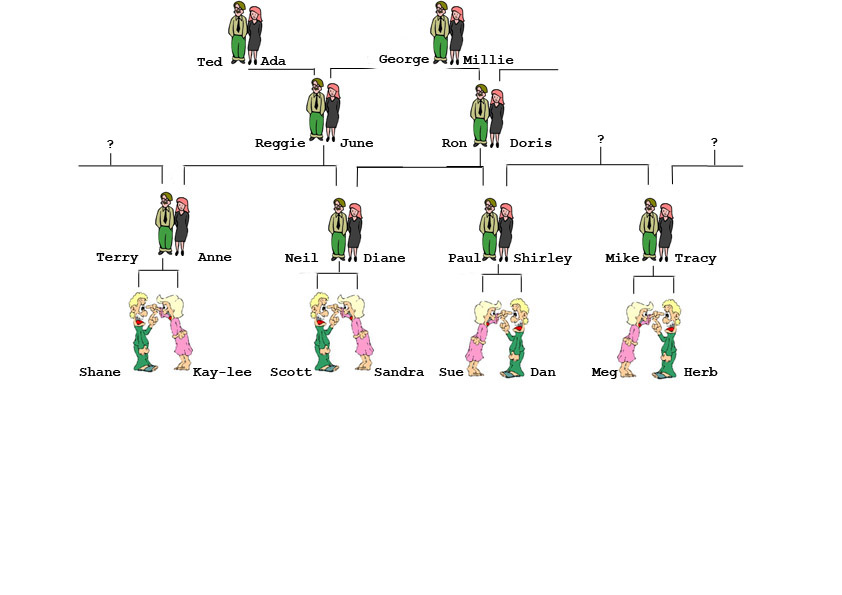 Ted Ada George Millie
Reggie June Ron Doris
? ? ?
Terry Anne Neil Diane Paul Shirley Mike Tracy
Shane Kay-lee Scott Sandra Sue Dan Meg Herb